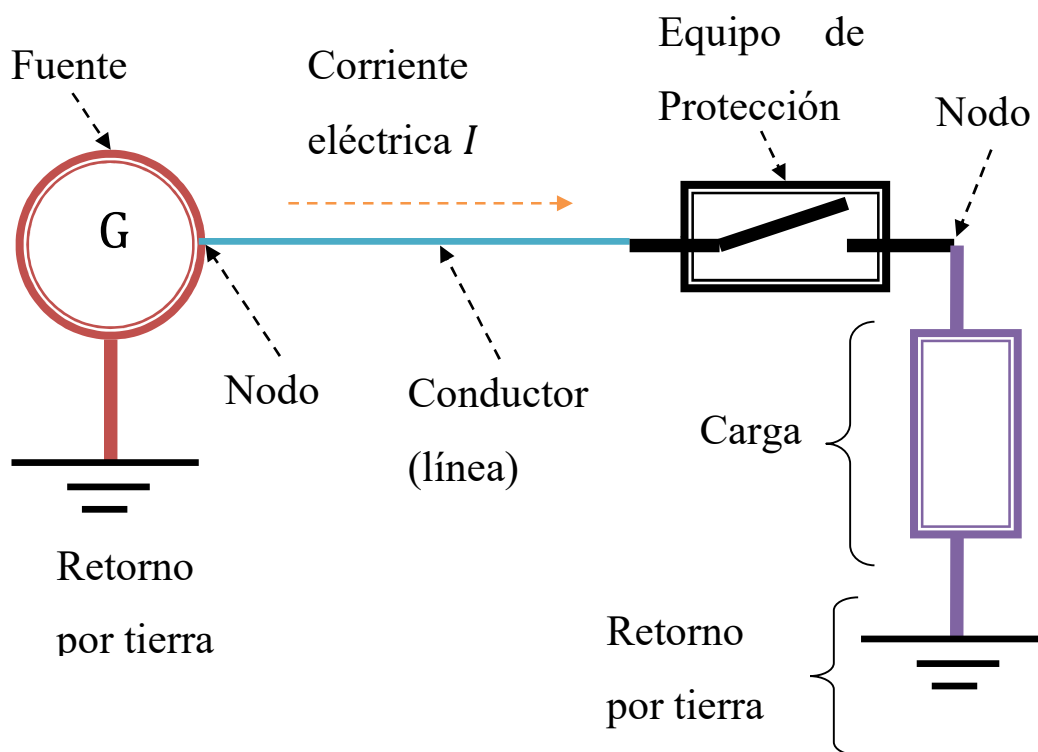 Fuente
Corriente
eléctrica I
Equipo de
Protección
Nodo
G
Nodo
Conductor
(línea)
Carga
Retorno
por tierra
Retorno
por tierra